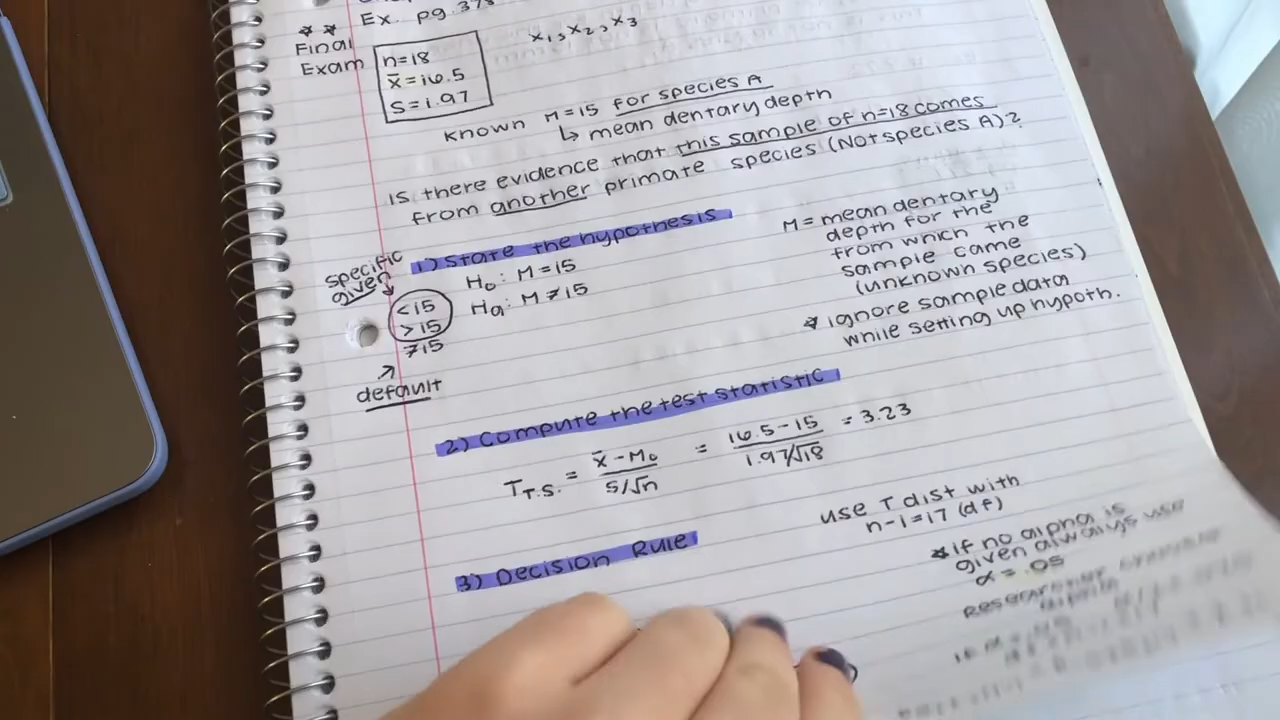 Ex. pg.378
* *
Final
Exam
n=18
x̄=16.5
S=1.97
x₁,x₂,x₃
known M=15 for species A
↳ mean dentary depth
is there evidence that this sample of n=18 comes
from another primate species (Not species A)?
1) State the hypothesis
specific
given
<15
>15
≠15
default
H₀: M=15
Hₐ: M≠15
M= mean dentary
depth for the
from which the
sample came
(unknown species)
* ignore sample data
while setting up hypoth.
2) Compute the test statistic
T_T.S. = x̄-M₀ / S/√n = 16.5-15 / 1.97/√18 = 3.23
use T dist with
n-1=17 (df)
3) Decision Rule
* If no alpha is
given always use
α = .05